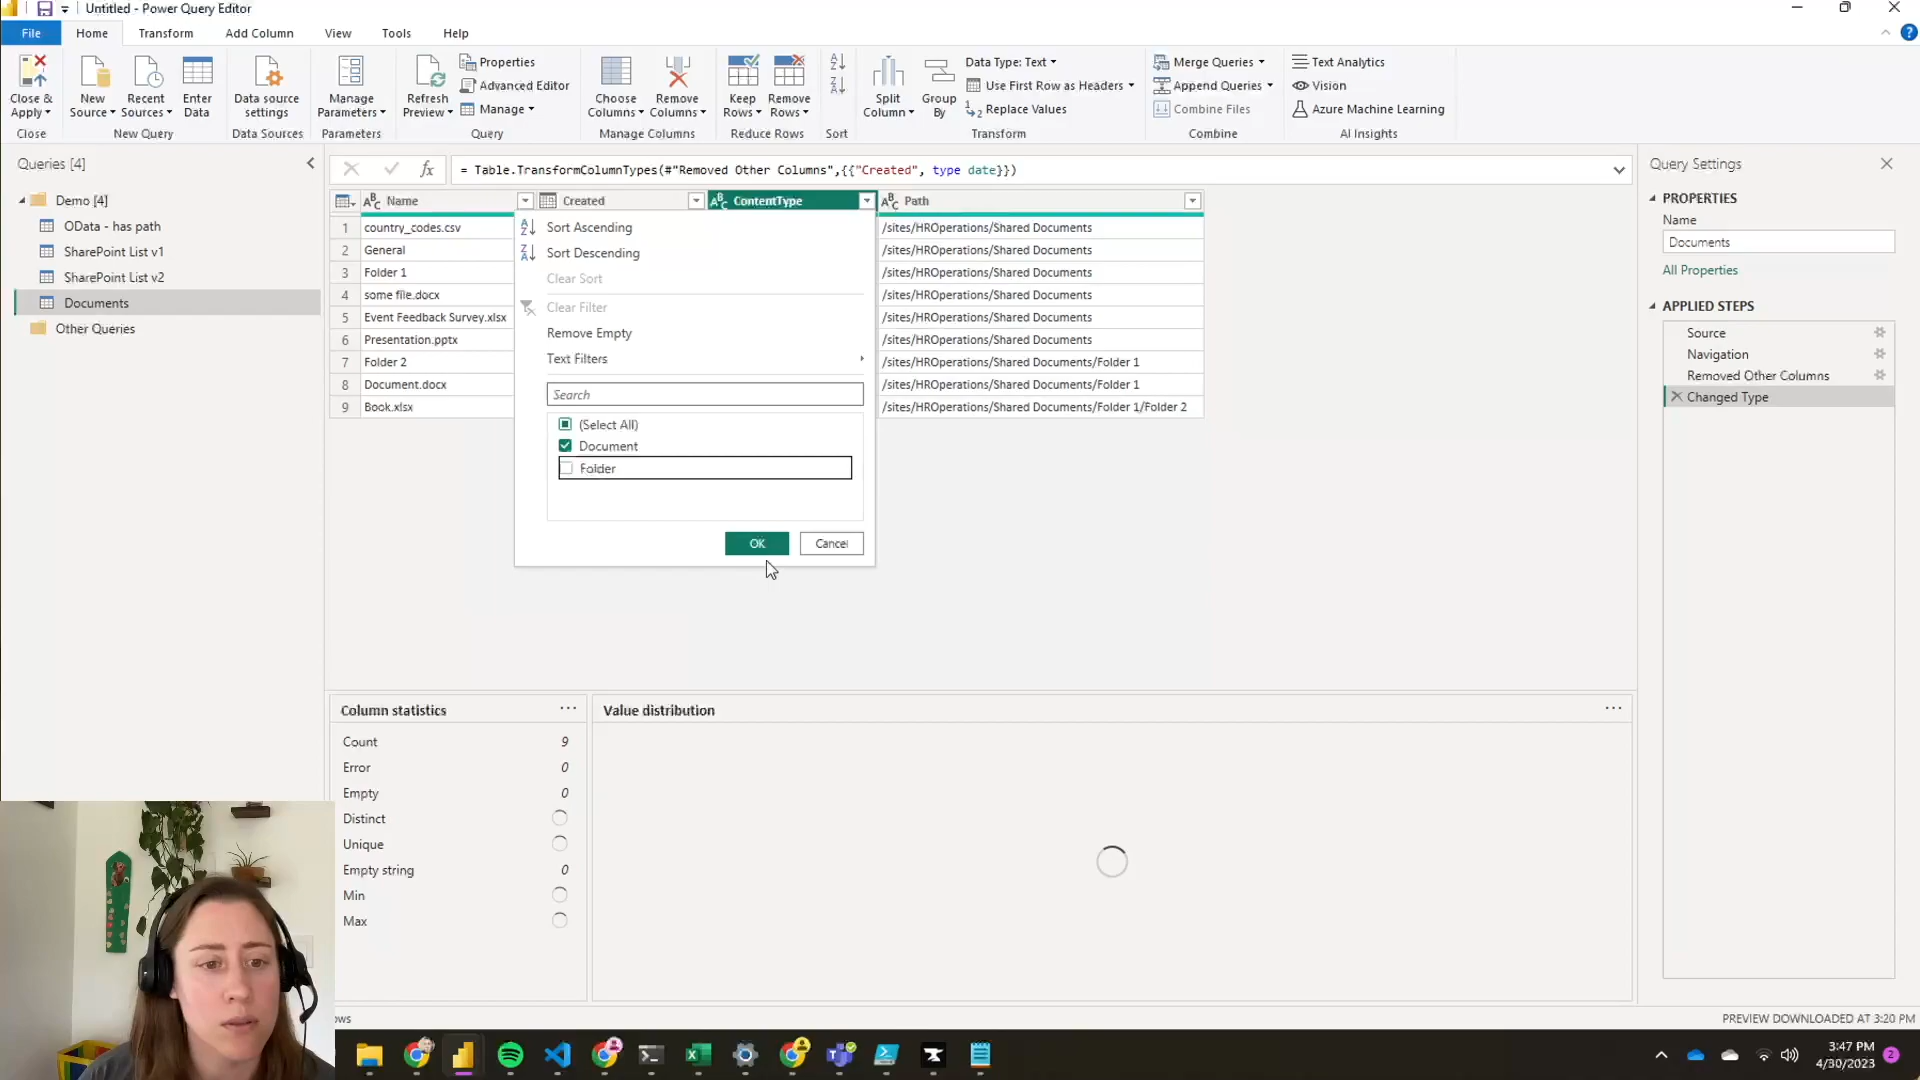 Untitled - Power Query Editor
File Home Transform Add Column View Tools Help
Close & Apply
New Source
Recent Sources
Enter Data
Data source settings
Manage Parameters
Refresh Preview
Properties
Advanced Editor
Manage
Choose Columns
Remove Columns
Keep Rows
Remove Rows
Split Column
Group By
Data Type: Text
Use First Row as Headers
Replace Values
Merge Queries
Append Queries
Combine Files
Text Analytics
Vision
Azure Machine Learning
Close New Query Data Sources Parameters Query Manage Columns Reduce Rows Sort Transform Combine AI Insights
Queries [4]
Demo [4]
OData - has path
SharePoint List v1
SharePoint List v2
Documents
Other Queries
fx = Table.TransformColumnTypes(#"Removed Other Columns",{{"Created", type date}})
Name Created ContentType Path
1 country_codes.csv /sites/HROperations/Shared Documents
2 General /sites/HROperations/Shared Documents
3 Folder 1 /sites/HROperations/Shared Documents
4 some file.docx /sites/HROperations/Shared Documents
5 Event Feedback Survey.xlsx /sites/HROperations/Shared Documents
6 Presentation.pptx /sites/HROperations/Shared Documents
7 Folder 2 /sites/HROperations/Shared Documents/Folder 1
8 Document.docx /sites/HROperations/Shared Documents/Folder 1
9 Book.xlsx /sites/HROperations/Shared Documents/Folder 1/Folder 2
Sort Ascending
Sort Descending
Clear Sort
Clear Filter
Remove Empty
Text Filters
Search
(Select All)
Document
Folder
OK Cancel
Query Settings
PROPERTIES
Name
Documents
All Properties
APPLIED STEPS
Source
Navigation
Removed Other Columns
Changed Type
Column statistics
Count 9
Error 0
Empty 0
Distinct
Unique
Empty string 0
Min
Max
Value distribution
PREVIEW DOWNLOADED AT 3:20 PM
3:47 PM
4/30/2023
2